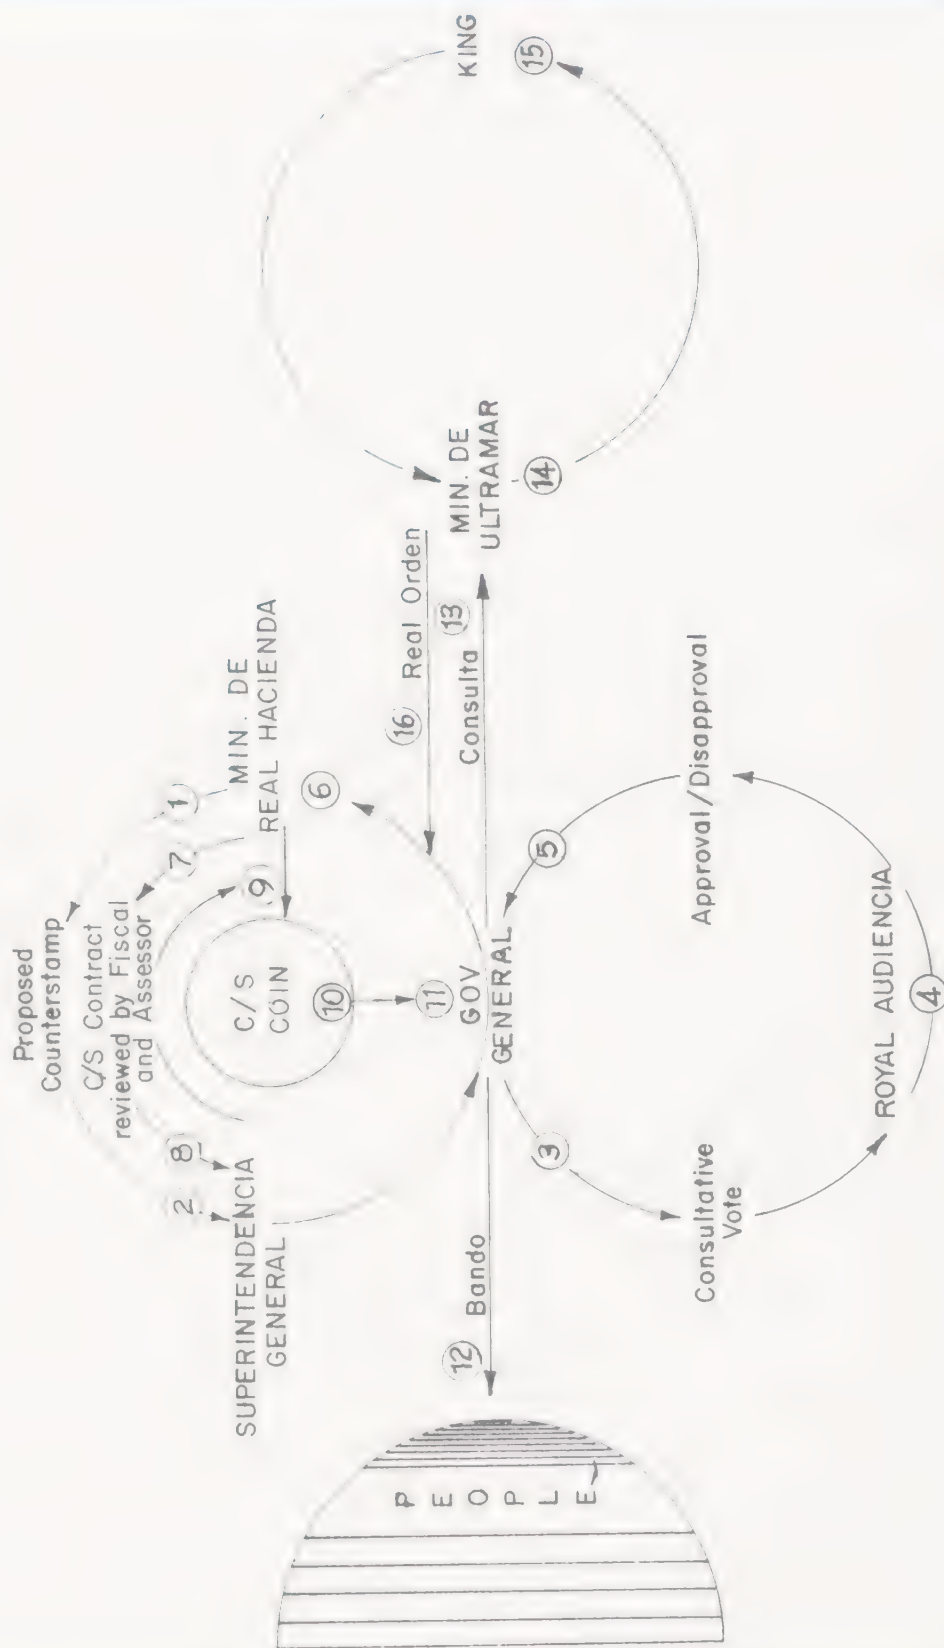 Proposed
Counterstamp
C/S Contract
reviewed by Fiscal
and Assessor
2
8
7
1
SUPERINTENDENCIA
GENERAL
C/S
COIN
MIN. DE
REAL HACIENDA
9
10
6
11
16 Real Orden
13
Consulta
12
Bando
GOV
GENERAL
MIN. DE
ULTRAMAR
14
KING
15
P
E
O
P
L
E
3
5
Consultative
Vote
Approval/Disapproval
ROYAL AUDIENCIA
4